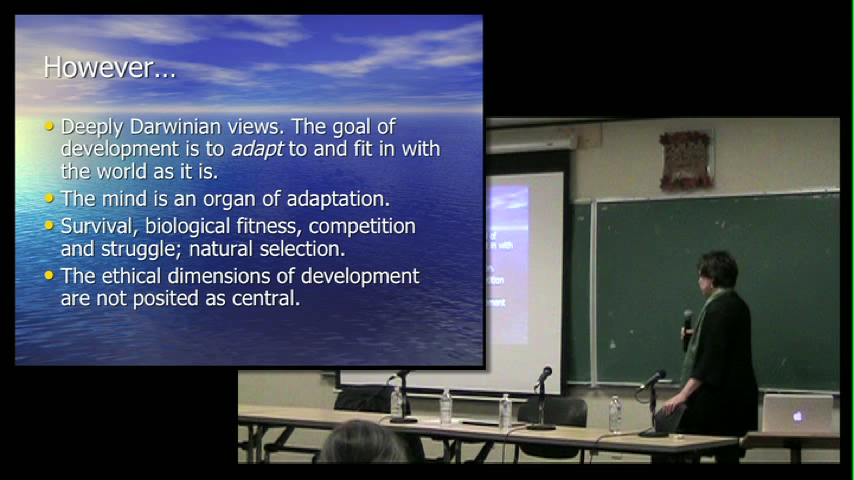 However...
• Deeply Darwinian views. The goal of
development is to adapt to and fit in with
the world as it is.
• The mind is an organ of adaptation.
• Survival, biological fitness, competition
and struggle; natural selection.
• The ethical dimensions of development
are not posited as central.